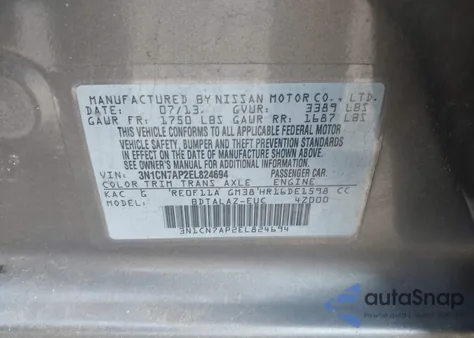 MANUFACTURED BY NISSAN MOTOR CO., LTD.
DATE: 07/13 GVWR: 3389 LBS
GAWR FR: 1750 LBS GAWR RR: 1687 LBS
THIS VEHICLE CONFORMS TO ALL APPLICABLE FEDERAL MOTOR
VEHICLE SAFETY, BUMPER AND THEFT PREVENTION STANDARDS
IN EFFECT ON THE DATE OF MANUFACTURE SHOWN ABOVE.
SEE OWNER'S MANUAL FOR ADDITIONAL INFORMATION.
VIN: 3N1CN7AP2EL824694 PASSENGER CAR
COLOR TRIM TRANS AXLE ENGINE
KAC G RE0F11A GM38 HR16DE1598 CC
MODEL: BDTALAZ-EUC 4Z000
3N1CN7AP2EL824694
autoSnap